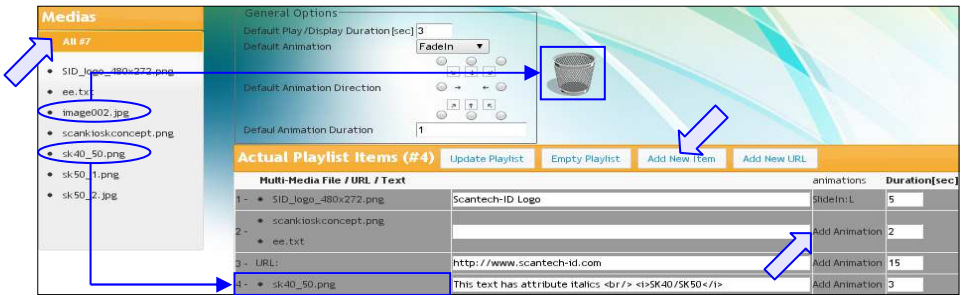 Medias
All #7
SID_logo_480x272.png
ee.txt
image002.jpg
scankioskconcept.png
sk40_50.png
sk50_1.png
sk50_2.jpg
General Options
Default Play/Display Duration[sec] 3
Default Animation FadeIn
Default Animation Direction
Defaul Animation Duration 1
Actual Playlist Items (#4) Update Playlist Empty Playlist Add New Item Add New URL
Multi-Media File / URL / Text animations Duration[sec]
1 - SID_logo_480x272.png Scantech-ID Logo SlideIn: L 5
scankioskconcept.png
2 - Add Animation 2
ee.txt
3 - URL: http://www.scantech-id.com Add Animation 15
4 - sk40_50.png This text has attribute italics <br/> <i>SK40/SK50</i> Add Animation 3